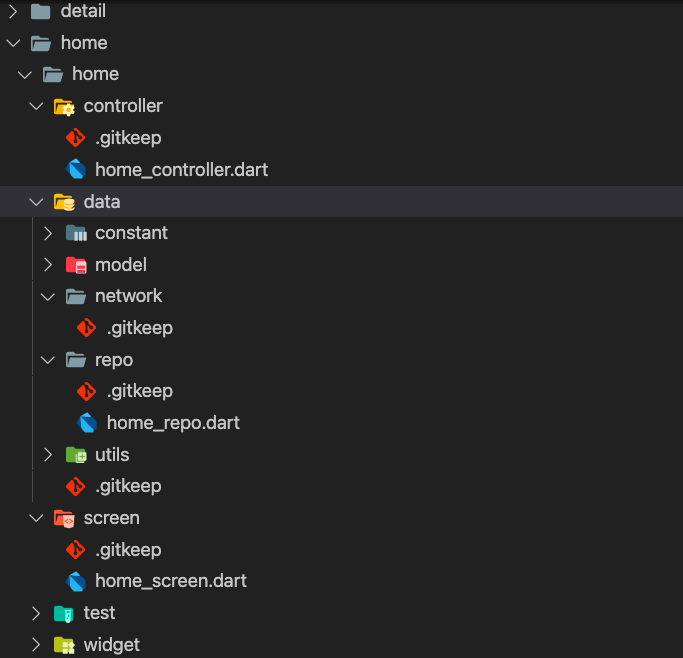 detail
home
home
controller
.gitkeep
home_controller.dart
data
constant
model
network
.gitkeep
repo
.gitkeep
home_repo.dart
utils
.gitkeep
screen
.gitkeep
home_screen.dart
test
widget